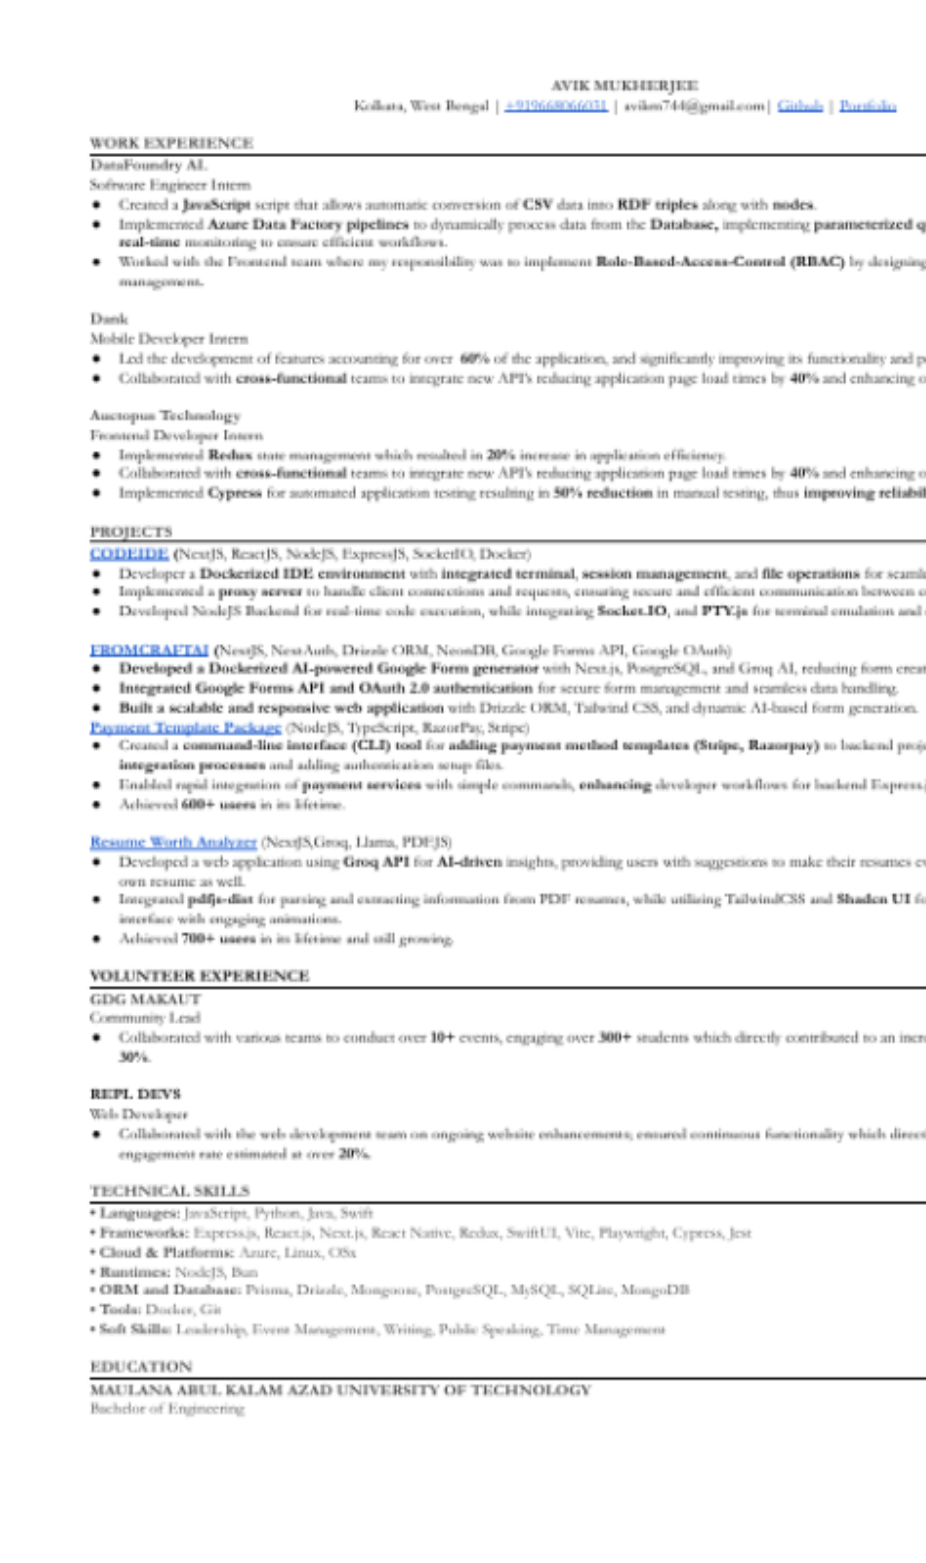 AVIK MUKHERJEE
Kolkata, West Bengal | +919668066031 | avikm744@gmail.com | Github | Portfolio
WORK EXPERIENCE
DataFoundry AI.
Software Engineer Intern
● Created a JavaScript script that allows automatic conversion of CSV data into RDF triples along with nodes.
● Implemented Azure Data Factory pipelines to dynamically process data from the Database, implementing parameterized q
real-time monitoring to ensure efficient workflows.
● Worked with the Frontend team where my responsibility was to implement Role-Based-Access-Control (RBAC) by designing
management.
Dank
Mobile Developer Intern
● Led the development of features accounting for over 60% of the application, and significantly improving its functionality and p
● Collaborated with cross-functional teams to integrate new API's reducing application page load times by 40% and enhancing o
Auctopus Technology
Frontend Developer Intern
● Implemented Redux state management which resulted in 20% increase in application efficiency.
● Collaborated with cross-functional teams to integrate new API's reducing application page load times by 40% and enhancing o
● Implemented Cypress for automated application testing resulting in 50% reduction in manual testing, thus improving reliabil
PROJECTS
CODEIDE (NextJS, ReactJS, NodeJS, ExpressJS, SocketIO, Docker)
● Developer a Dockerized IDE environment with integrated terminal, session management, and file operations for seaml
● Implemented a proxy server to handle client connections and requests, ensuring secure and efficient communication between c
● Developed NodeJS Backend for real-time code execution, while integrating Socket.IO, and PTY.js for terminal emulation and
FROMCRAFTAI (NextJS, NextAuth, Drizzle ORM, NeonDB, Google Forms API, Google OAuth)
● Developed a Dockerized AI-powered Google Form generator with Next.js, PostgreSQL, and Groq AI, reducing form creat
● Integrated Google Forms API and OAuth 2.0 authentication for secure form management and seamless data handling.
● Built a scalable and responsive web application with Drizzle ORM, Tailwind CSS, and dynamic AI-based form generation.
Payment Template Package (NodeJS, TypeScript, RazorPay, Stripe)
● Created a command-line interface (CLI) tool for adding payment method templates (Stripe, Razorpay) to backend proj
integration processes and adding authentication setup files.
● Enabled rapid integration of payment services with simple commands, enhancing developer workflows for backend Express.j
● Achieved 600+ users in its lifetime.
Resume Worth Analyzer (NextJS,Groq, Llama, PDFJS)
● Developed a web application using Groq API for AI-driven insights, providing users with suggestions to make their resumes ev
own resume as well.
● Integrated pdfjs-dist for parsing and extracting information from PDF resumes, while utilizing TailwindCSS and Shadcn UI fo
interface with engaging animations.
● Achieved 700+ users in its lifetime and still growing.
VOLUNTEER EXPERIENCE
GDG MAKAUT
Community Lead
● Collaborated with various teams to conduct over 10+ events, engaging over 300+ students which directly contributed to an incr
30%.
REPL DEVS
Web Developer
● Collaborated with the web development team on ongoing website enhancements; ensured continuous functionality which direct
engagement rate estimated at over 20%.
TECHNICAL SKILLS
• Languages: JavaScript, Python, Java, Swift
• Frameworks: Express.js, React.js, Next.js, React Native, Redux, SwiftUI, Vite, Playwright, Cypress, Jest
• Cloud & Platforms: Azure, Linux, OSx
• Runtimes: NodeJS, Bun
• ORM and Database: Prisma, Drizzle, Mongoose, PostgreSQL, MySQL, SQLite, MongoDB
• Tools: Docker, Git
• Soft Skills: Leadership, Event Management, Writing, Public Speaking, Time Management
EDUCATION
MAULANA ABUL KALAM AZAD UNIVERSITY OF TECHNOLOGY
Bachelor of Engineering